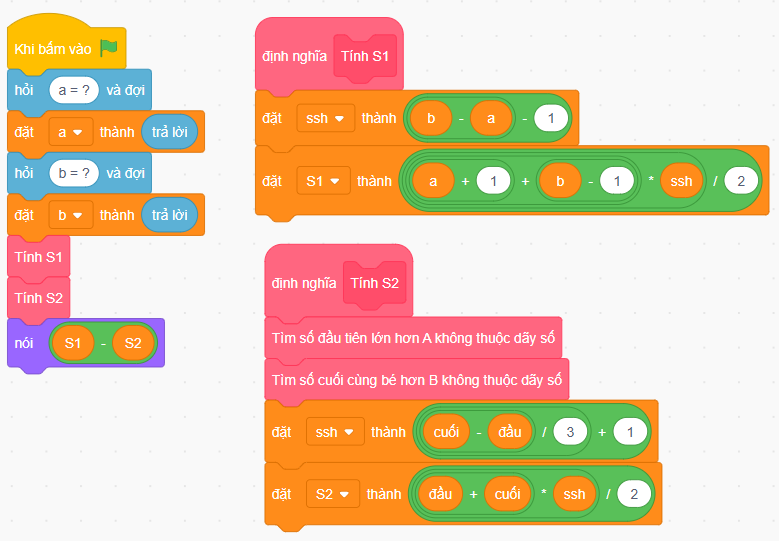 Khi bấm vào
hỏi a = ? và đợi
đặt a thành trả lời
hỏi b = ? và đợi
đặt b thành trả lời
Tính S1
Tính S2
nói S1 - S2
định nghĩa Tính S1
đặt ssh thành b - a - 1
đặt S1 thành a + 1 + b - 1 * ssh / 2
định nghĩa Tính S2
Tìm số đầu tiên lớn hơn A không thuộc dãy số
Tìm số cuối cùng bé hơn B không thuộc dãy số
đặt ssh thành cuối - đầu / 3 + 1
đặt S2 thành đầu + cuối * ssh / 2